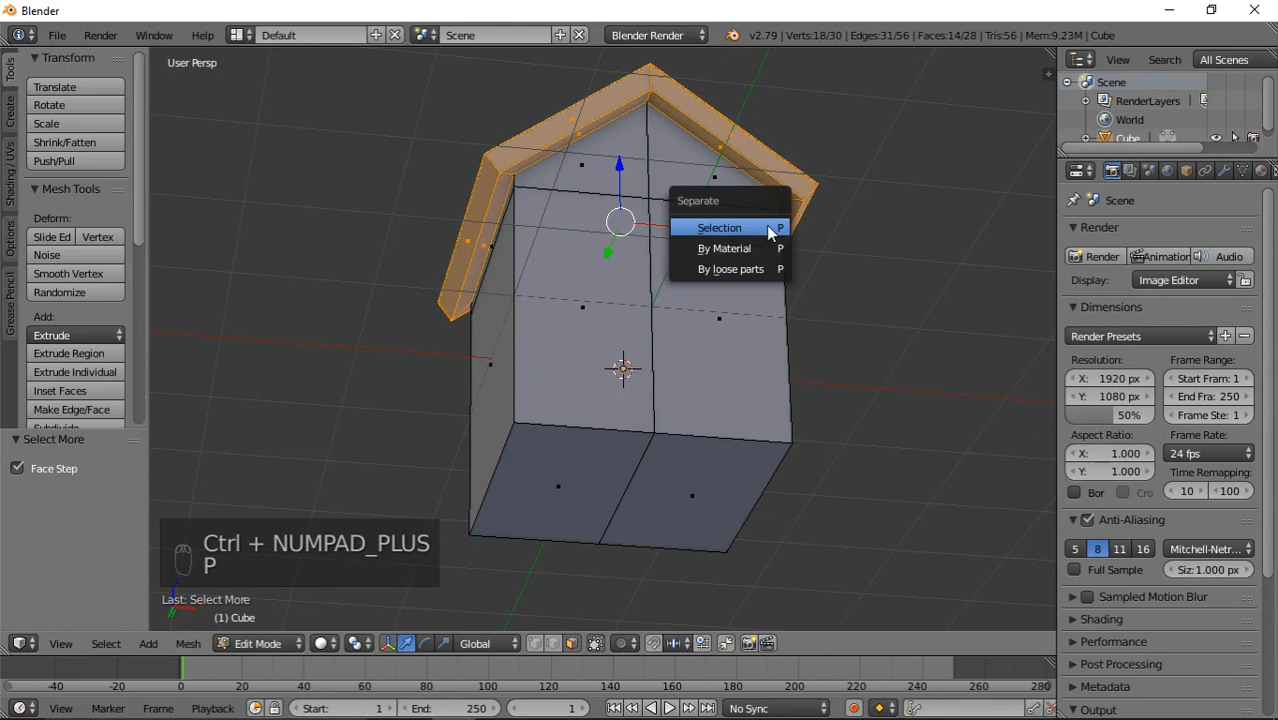 Blender
File Render Window Help Default Scene Blender Render v2.79 | Verts:18/30 | Edges:31/56 | Faces:14/28 | Tris:56 | Mem:9.23M | Cube
Tools
Create
Shading / UVs
Options
Grease Pencil
Transform
Translate
Rotate
Scale
Shrink/Fatten
Push/Pull
Mesh Tools
Deform:
Slide Ed Vertex
Noise
Smooth Vertex
Randomize
Add:
Extrude
Extrude Region
Extrude Individual
Inset Faces
Make Edge/Face
Subdivide
Select More
Face Step
User Persp
Separate
Selection P
By Material P
By loose parts P
Ctrl + NUMPAD_PLUS
P
Last: Select More
(1) Cube
View Select Add Mesh Edit Mode Global
-40 -20 0 20 40 60 80 100 120 140 160 180 200 220 240 260 280
View Marker Frame Playback Start: 1 End: 250 1 No Sync
View Search All Scenes
Scene
RenderLayers
World
Cube
Scene
Render
Render Animation Audio
Display: Image Editor
Dimensions
Render Presets
Resolution: Frame Range:
X: 1920 px Start Fram: 1
Y: 1080 px End Fra: 250
50% Frame Ste: 1
Aspect Ratio: Frame Rate:
X: 1.000 24 fps
Y: 1.000 Time Remapping:
Bor Cro 10 100
Anti-Aliasing
5 8 11 16 Mitchell-Netr...
Full Sample Siz: 1.000 px
Sampled Motion Blur
Shading
Performance
Post Processing
Metadata
Output